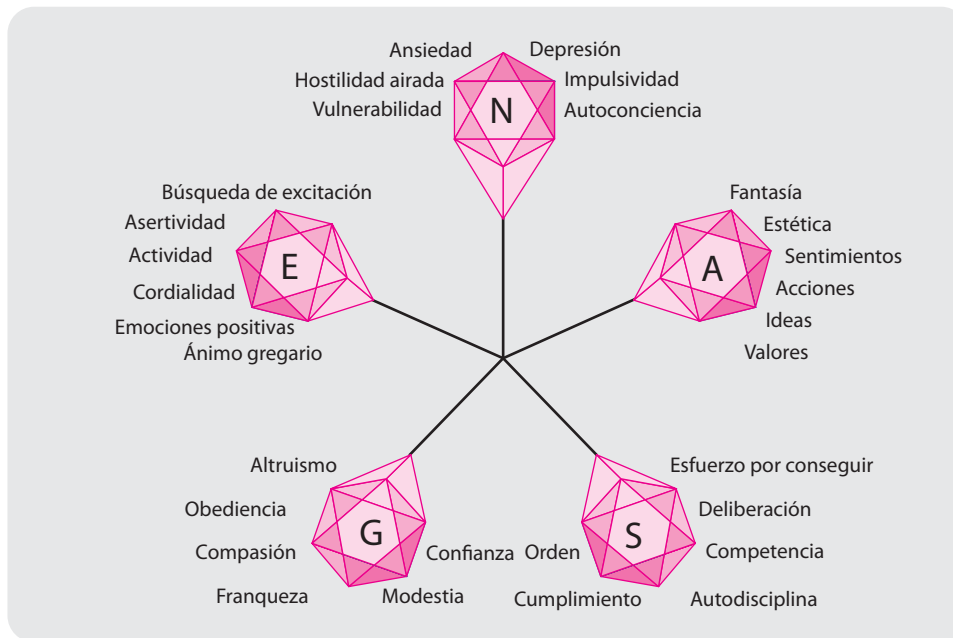 Ansiedad
Depresión
Hostilidad airada
Impulsividad
Vulnerabilidad
Autoconciencia
N
Búsqueda de excitación
Asertividad
Actividad
Cordialidad
Emociones positivas
Ánimo gregario
E
Fantasía
Estética
Sentimientos
Acciones
Ideas
Valores
A
Altruismo
Obediencia
Compasión
Franqueza
Confianza
Modestia
G
Esfuerzo por conseguir
Deliberación
Competencia
Orden
Cumplimiento
Autodisciplina
S